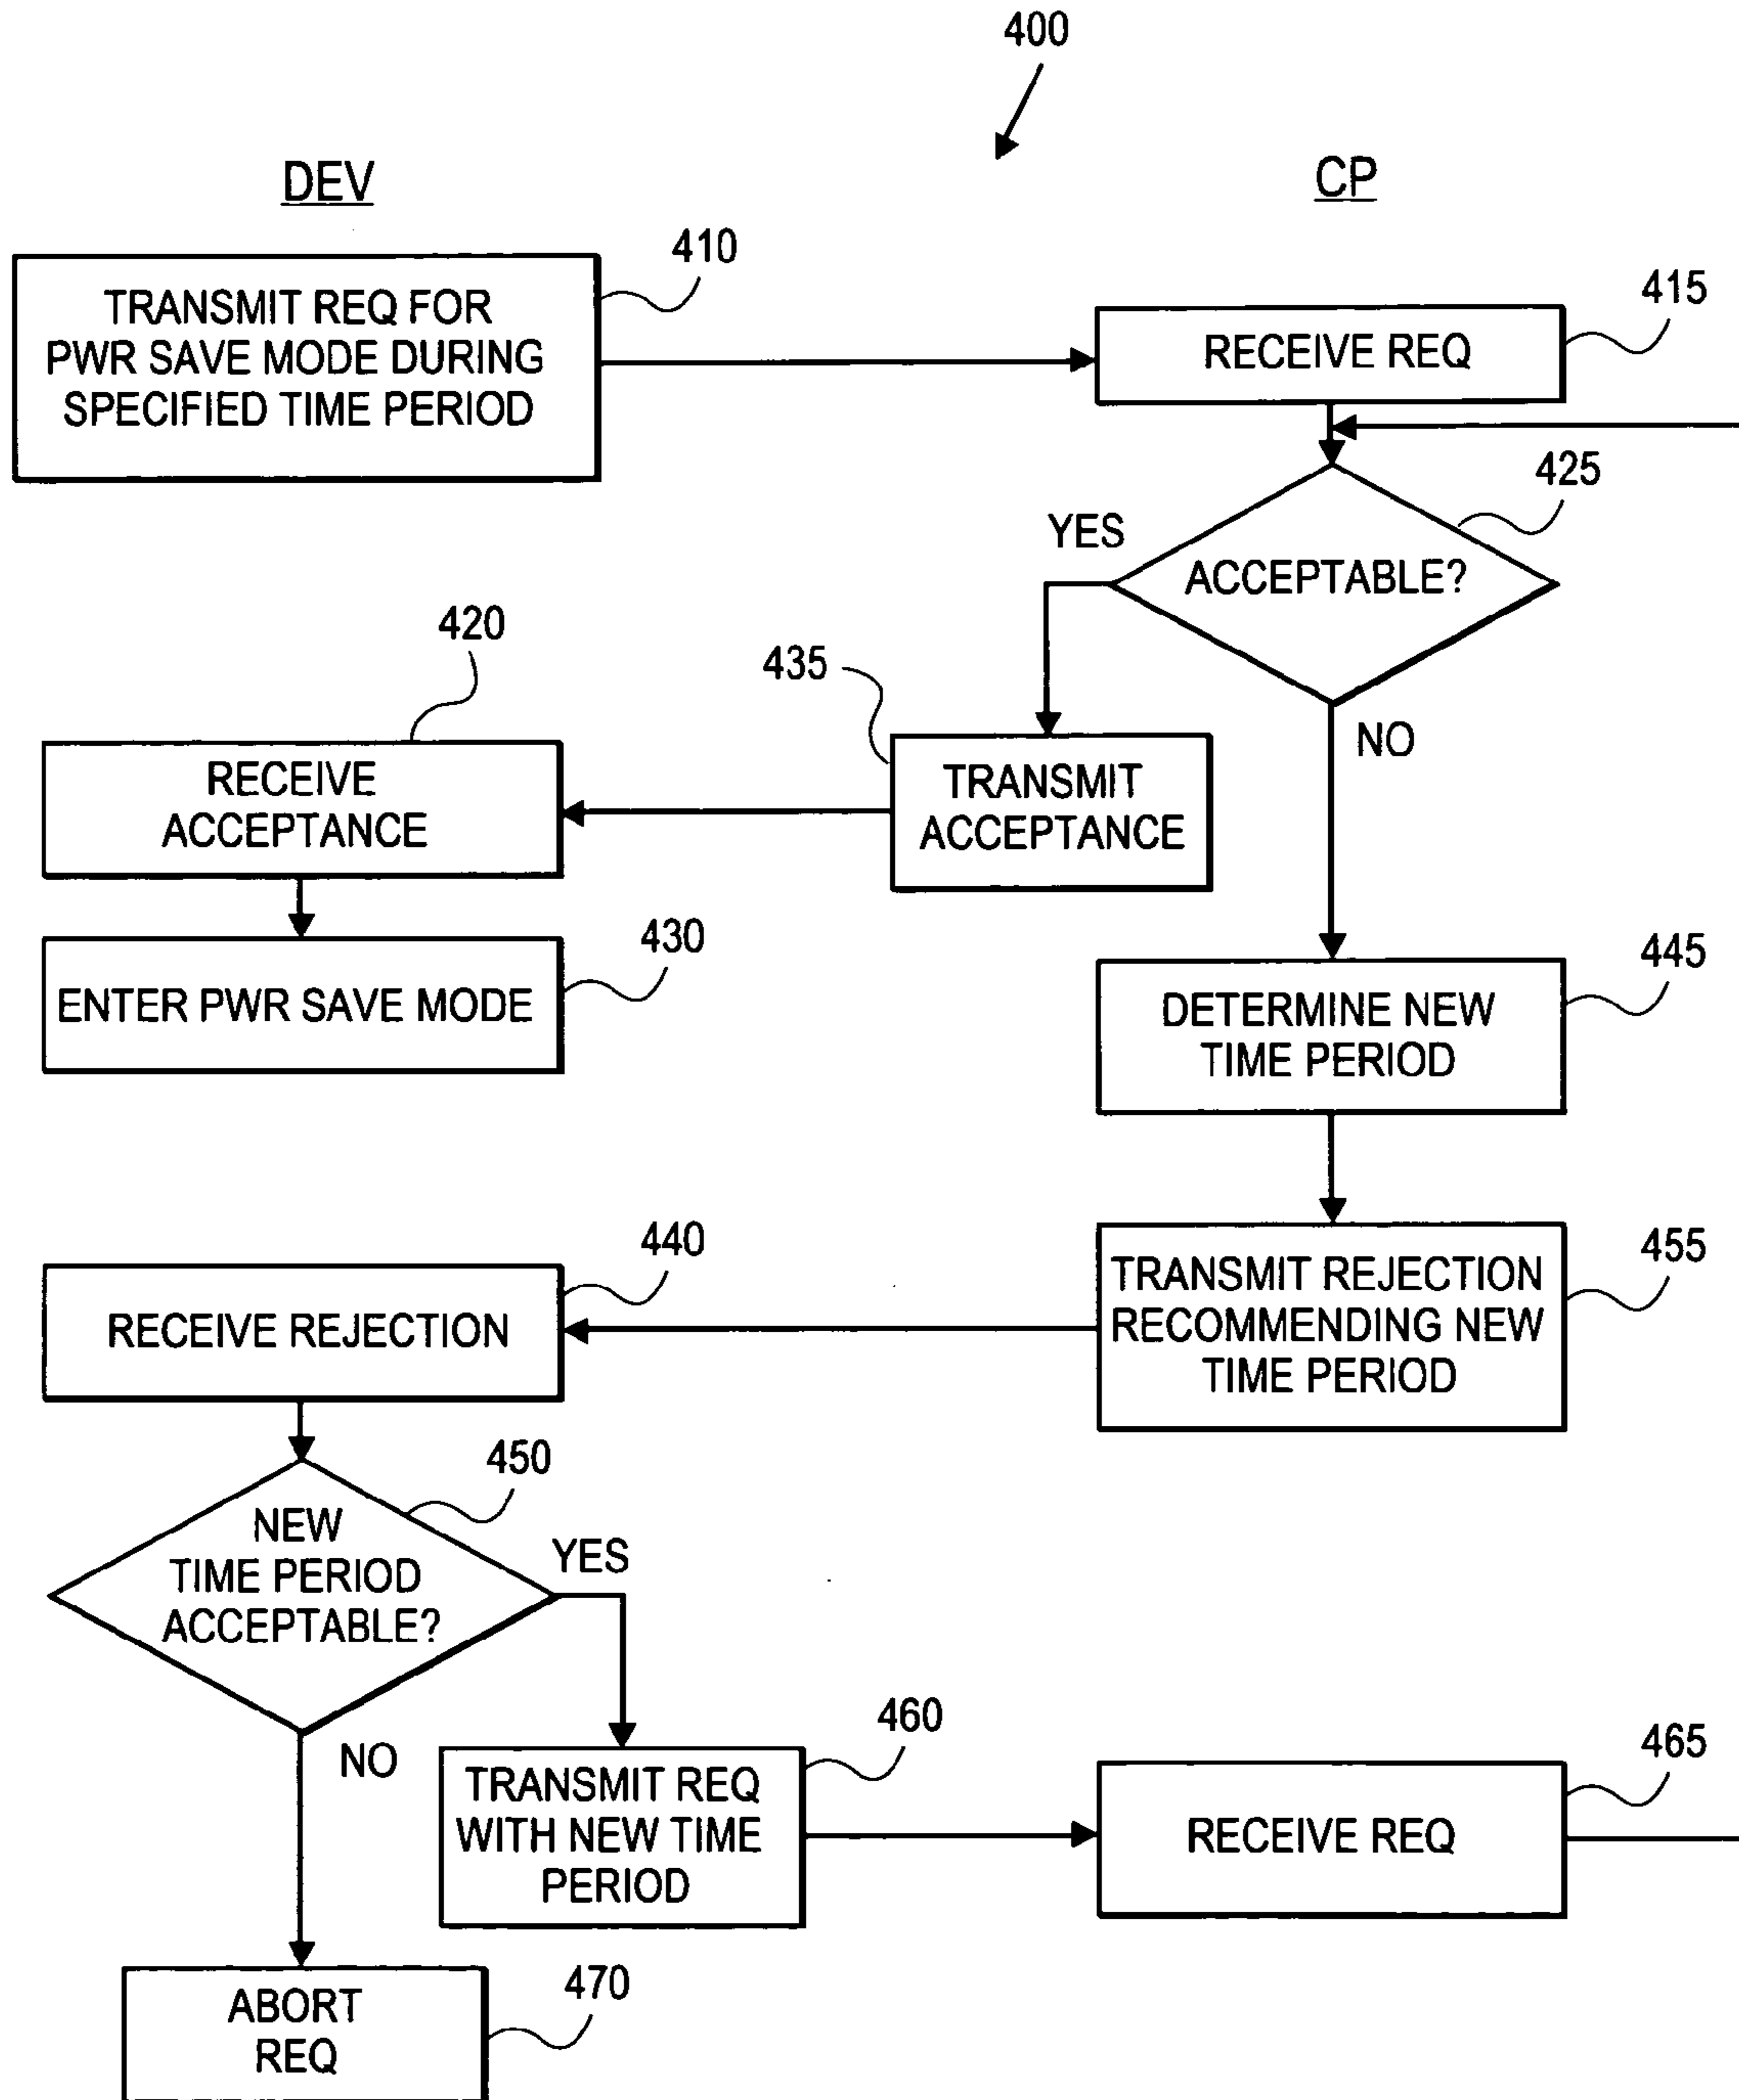 400
DEV
CP
410
TRANSMIT REQ FOR
PWR SAVE MODE DURING
SPECIFIED TIME PERIOD
415
RECEIVE REQ
425
YES
ACCEPTABLE?
NO
420
435
RECEIVE
ACCEPTANCE
TRANSMIT
ACCEPTANCE
430
ENTER PWR SAVE MODE
445
DETERMINE NEW
TIME PERIOD
440
RECEIVE REJECTION
455
TRANSMIT REJECTION
RECOMMENDING NEW
TIME PERIOD
450
NEW
TIME PERIOD
ACCEPTABLE?
YES
NO
460
TRANSMIT REQ
WITH NEW TIME
PERIOD
465
RECEIVE REQ
470
ABORT
REQ